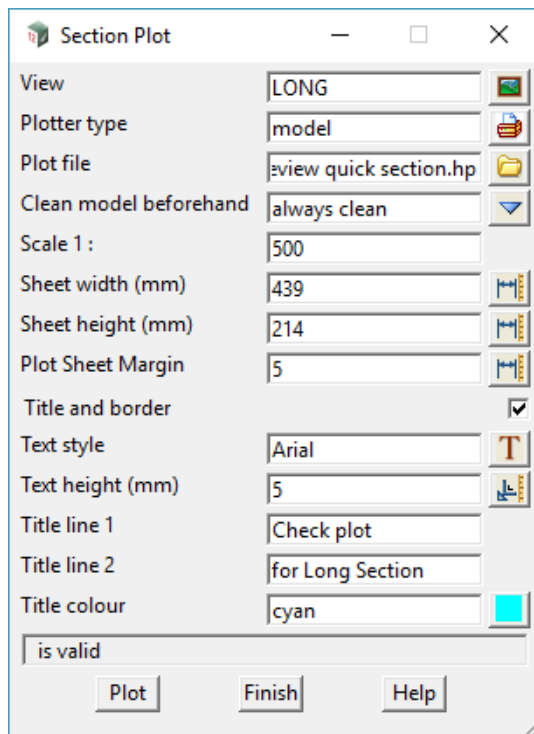 Section Plot
View LONG
Plotter type model
Plot file eview quick section.hp
Clean model beforehand always clean
Scale 1 : 500
Sheet width (mm) 439
Sheet height (mm) 214
Plot Sheet Margin 5
Title and border
Text style Arial T
Text height (mm) 5
Title line 1 Check plot
Title line 2 for Long Section
Title colour cyan
is valid
Plot Finish Help